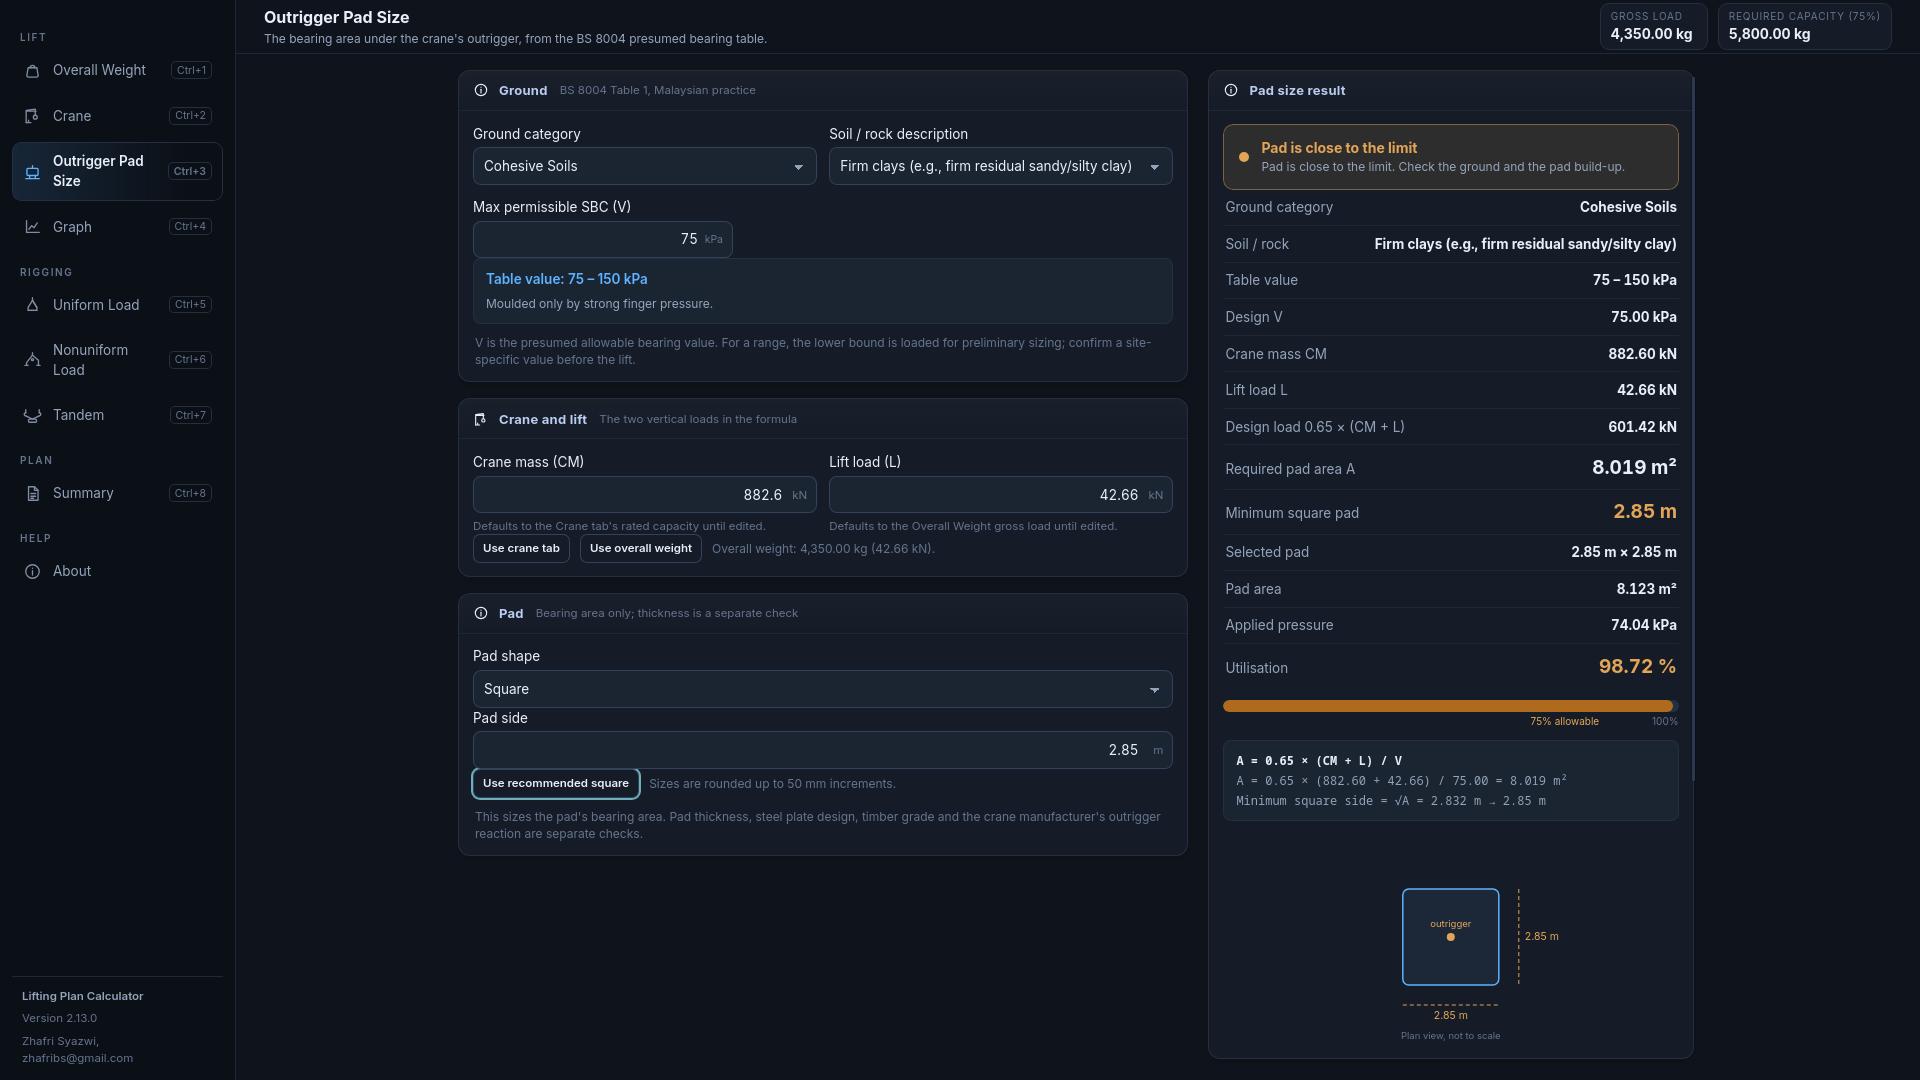 LIFT
Overall Weight Ctrl+1
Crane Ctrl+2
Outrigger Pad Size Ctrl+3
Graph Ctrl+4
RIGGING
Uniform Load Ctrl+5
Nonuniform Load Ctrl+6
Tandem Ctrl+7
PLAN
Summary Ctrl+8
HELP
About
Lifting Plan Calculator
Version 2.13.0
Zhafri Syazwi,
zhafribs@gmail.com
Outrigger Pad Size
The bearing area under the crane's outrigger, from the BS 8004 presumed bearing table.
GROSS LOAD
4,350.00 kg
REQUIRED CAPACITY (75%)
5,800.00 kg
Ground BS 8004 Table 1, Malaysian practice
Ground category
Cohesive Soils
Soil / rock description
Firm clays (e.g., firm residual sandy/silty clay)
Max permissible SBC (V)
75 kPa
Table value: 75 – 150 kPa
Moulded only by strong finger pressure.
V is the presumed allowable bearing value. For a range, the lower bound is loaded for preliminary sizing; confirm a site-
specific value before the lift.
Crane and lift The two vertical loads in the formula
Crane mass (CM)
882.6 kN
Defaults to the Crane tab's rated capacity until edited.
Lift load (L)
42.66 kN
Defaults to the Overall Weight gross load until edited.
Use crane tab Use overall weight Overall weight: 4,350.00 kg (42.66 kN).
Pad Bearing area only; thickness is a separate check
Pad shape
Square
Pad side
2.85 m
Use recommended square Sizes are rounded up to 50 mm increments.
This sizes the pad's bearing area. Pad thickness, steel plate design, timber grade and the crane manufacturer's outrigger
reaction are separate checks.
Pad size result
Pad is close to the limit
Pad is close to the limit. Check the ground and the pad build-up.
Ground category Cohesive Soils
Soil / rock Firm clays (e.g., firm residual sandy/silty clay)
Table value 75 – 150 kPa
Design V 75.00 kPa
Crane mass CM 882.60 kN
Lift load L 42.66 kN
Design load 0.65 × (CM + L) 601.42 kN
Required pad area A 8.019 m²
Minimum square pad 2.85 m
Selected pad 2.85 m × 2.85 m
Pad area 8.123 m²
Applied pressure 74.04 kPa
Utilisation 98.72 %
75% allowable 100%
A = 0.65 × (CM + L) / V
A = 0.65 × (882.60 + 42.66) / 75.00 = 8.019 m²
Minimum square side = √A = 2.832 m → 2.85 m
outrigger
2.85 m
2.85 m
Plan view, not to scale